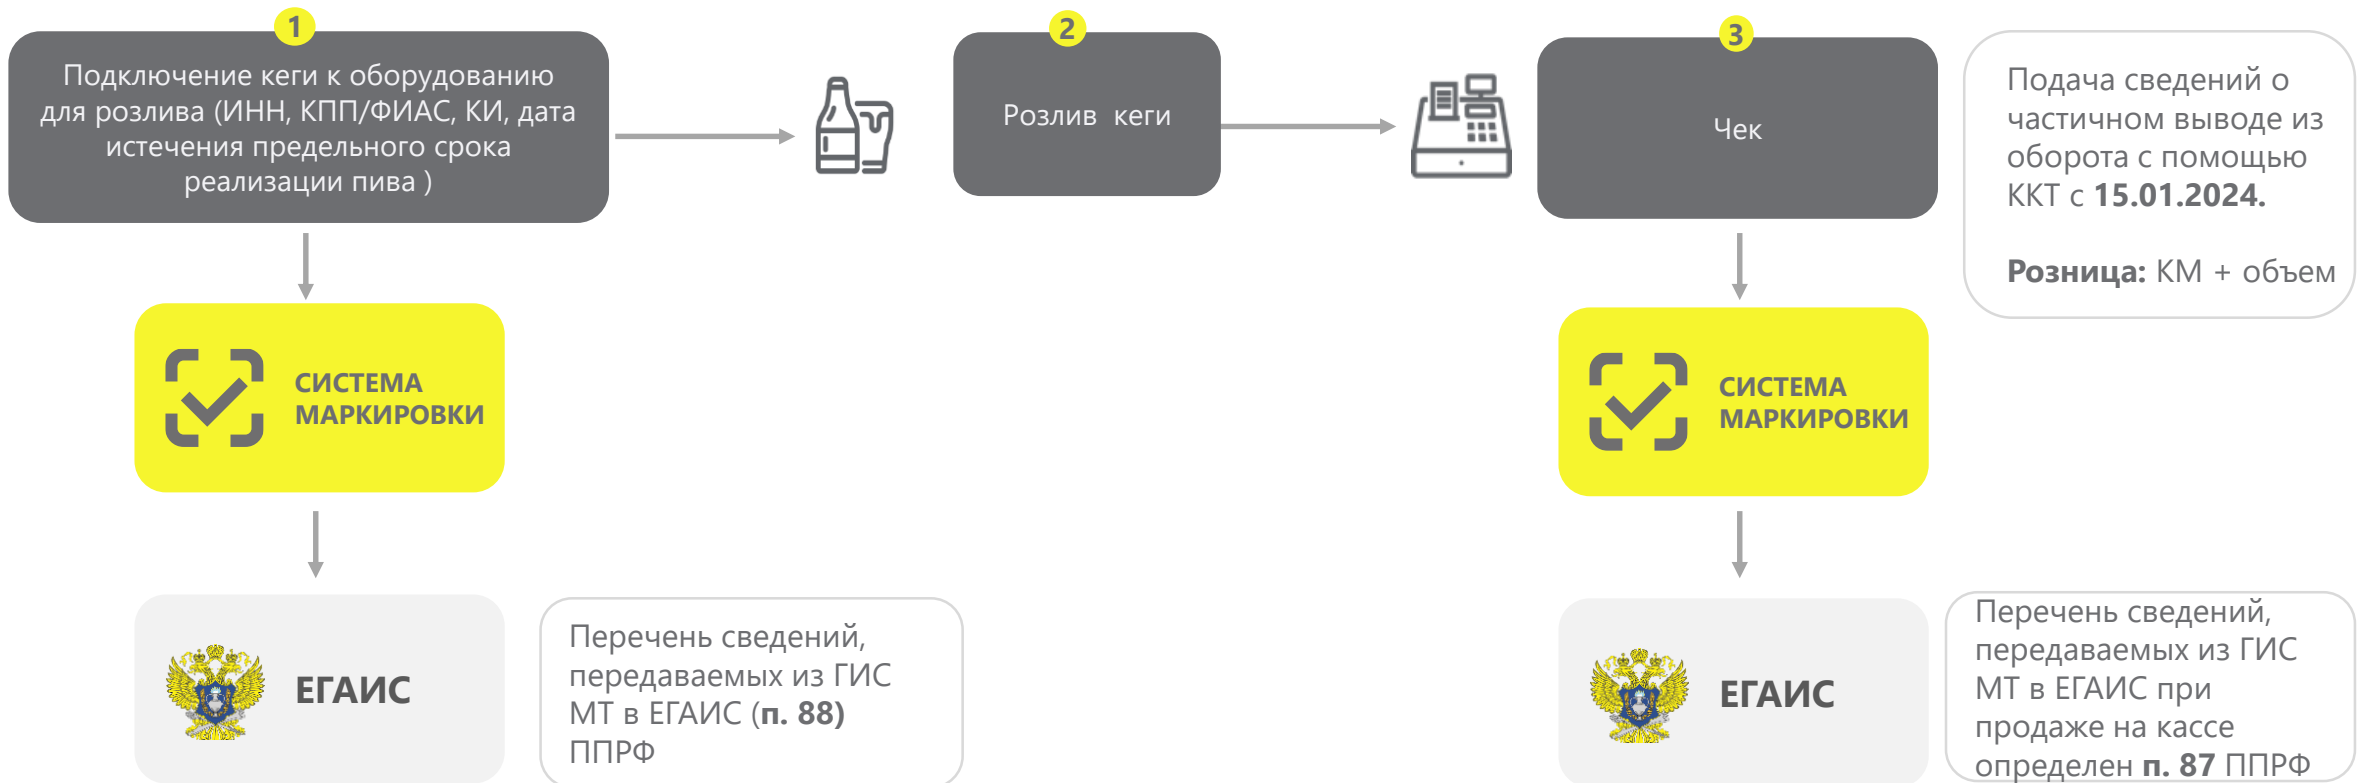 1
Подключение кеги к оборудованию
для розлива (ИНН, КПП/ФИАС, КИ, дата
истечения предельного срока
реализации пива )
2
Розлив кеги
3
Чек
Подача сведений о
частичном выводе из
оборота с помощью
ККТ с 15.01.2024.
Розница: КМ + объем
СИСТЕМА
МАРКИРОВКИ
СИСТЕМА
МАРКИРОВКИ
ЕГАИС
Перечень сведений,
передаваемых из ГИС
МТ в ЕГАИС (п. 88)
ППРФ
ЕГАИС
Перечень сведений,
передаваемых из ГИС
МТ в ЕГАИС при
продаже на кассе
определен п. 87 ППРФ